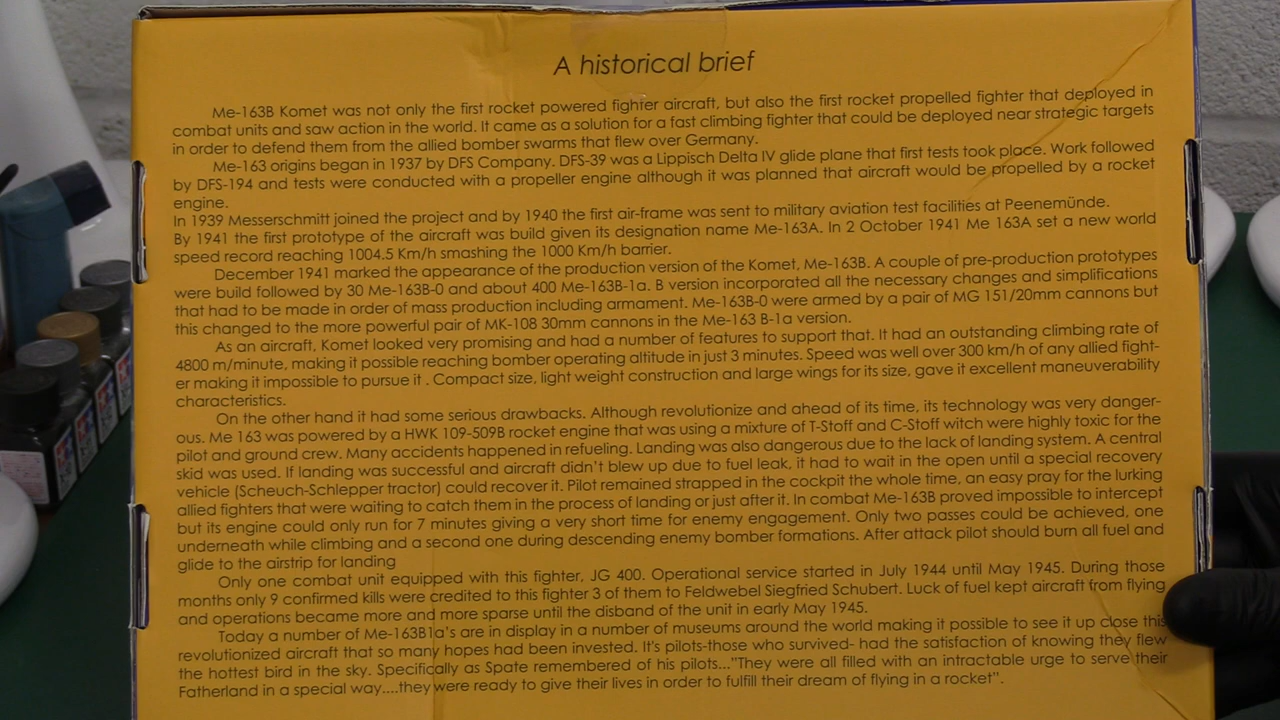 A historical brief
Me-163B Komet was not only the first rocket powered fighter aircraft, but also the first rocket propelled fighter that deployed in
combat units and saw action in the world. It came as a solution for a fast climbing fighter that could be deployed near strategic targets
in order to defend them from the allied bomber swarms that flew over Germany.
Me-163 origins began in 1937 by DFS Company. DFS-39 was a Lippisch Delta IV glide plane that first tests took place. Work followed
by DFS-194 and tests were conducted with a propeller engine although it was planned that aircraft would be propelled by a rocket
engine.
In 1939 Messerschmitt joined the project and by 1940 the first air-frame was sent to military aviation test facilities at Peenemünde.
By 1941 the first prototype of the aircraft was build given its designation name Me-163A. In 2 October 1941 Me 163A set a new world
speed record reaching 1004.5 Km/h smashing the 1000 Km/h barrier.
December 1941 marked the appearance of the production version of the Komet, Me-163B. A couple of pre-production prototypes
were build followed by 30 Me-163B-0 and about 400 Me-163B-1a. B version incorporated all the necessary changes and simplifications
that had to be made in order of mass production including armament. Me-163B-0 were armed by a pair of MG 151/20mm cannons but
this changed to the more powerful pair of MK-108 30mm cannons in the Me-163 B-1a version.
As an aircraft, Komet looked very promising and had a number of features to support that. It had an outstanding climbing rate of
4800 m/minute, making it possible reaching bomber operating altitude in just 3 minutes. Speed was well over 300 km/h of any allied fight-
er making it impossible to pursue it . Compact size, light weight construction and large wings for its size, gave it excellent maneuverability
characteristics.
On the other hand it had some serious drawbacks. Although revolutionize and ahead of its time, its technology was very danger-
ous. Me 163 was powered by a HWK 109-509B rocket engine that was using a mixture of T-Stoff and C-Stoff witch were highly toxic for the
pilot and ground crew. Many accidents happened in refueling. Landing was also dangerous due to the lack of landing system. A central
skid was used. If landing was successful and aircraft didn't blew up due to fuel leak, it had to wait in the open until a special recovery
vehicle (Scheuch-Schlepper tractor) could recover it. Pilot remained strapped in the cockpit the whole time, an easy pray for the lurking
allied fighters that were waiting to catch them in the process of landing or just after it. In combat Me-163B proved impossible to intercept
but its engine could only run for 7 minutes giving a very short time for enemy engagement. Only two passes could be achieved, one
underneath while climbing and a second one during descending enemy bomber formations. After attack pilot should burn all fuel and
glide to the airstrip for landing
Only one combat unit equipped with this fighter, JG 400. Operational service started in July 1944 until May 1945. During those
months only 9 confirmed kills were credited to this fighter 3 of them to Feldwebel Siegfried Schubert. Luck of fuel kept aircraft from flying
and operations became more and more sparse until the disband of the unit in early May 1945.
Today a number of Me-163B1a's are in display in a number of museums around the world making it possible to see it up close this
revolutionized aircraft that so many hopes had been invested. It's pilots-those who survived- had the satisfaction of knowing they flew
the hottest bird in the sky. Specifically as Spate remembered of his pilots..."They were all filled with an intractable urge to serve their
Fatherland in a special way....they were ready to give their lives in order to fulfill their dream of flying in a rocket".